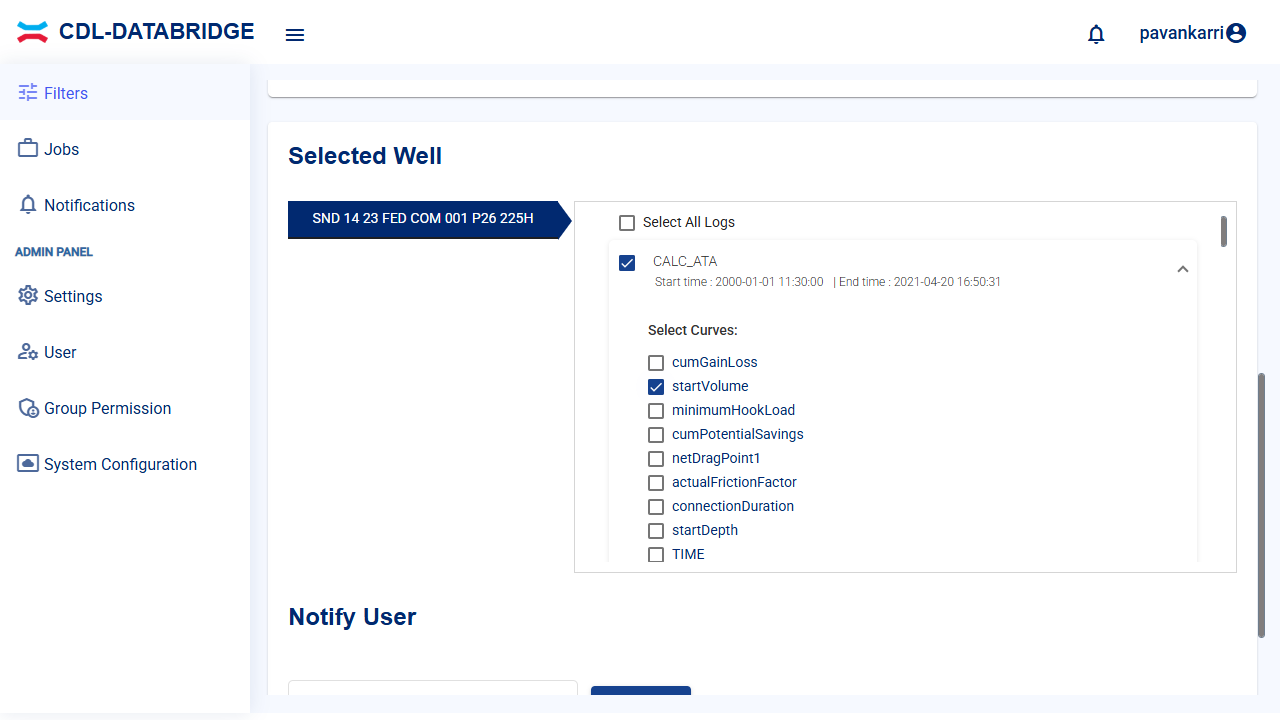 CDL-DATABRIDGE
pavankarri
Filters
Jobs
Notifications
ADMIN PANEL
Settings
User
Group Permission
System Configuration
Selected Well
SND 14 23 FED COM 001 P26 225H
Select All Logs
CALC_ATA
Start time : 2000-01-01 11:30:00 | End time : 2021-04-20 16:50:31
Select Curves:
cumGainLoss
startVolume
minimumHookLoad
cumPotentialSavings
netDragPoint1
actualFrictionFactor
connectionDuration
startDepth
TIME
Notify User